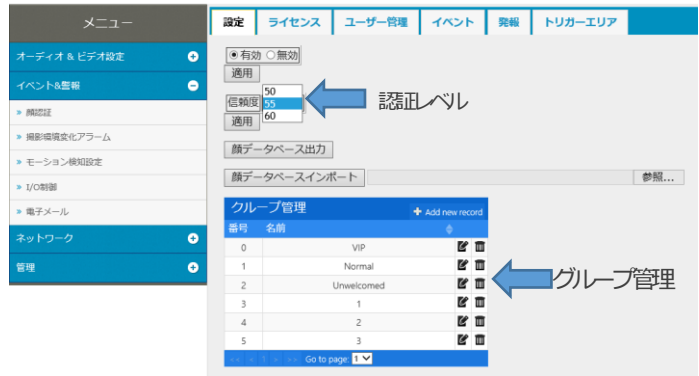 メニュー
オーディオ & ビデオ設定
イベント&警報
» 顔認証
» 撮影環境変化アラーム
» モーション検知設定
» I/O制御
» 電子メール
ネットワーク
管理
設定 ライセンス ユーザー管理 イベント 発報 トリガーエリア
有効 無効
適用
信頼度
50
55
60
認証レベル
適用
顔データベース出力
顔データベースインポート 参照...
グループ管理 + Add new record
番号 名前
0 VIP
1 Normal
2 Unwelcomed
3 1
4 2
5 3
<< < 1 > >> Go to page: 1
グループ管理